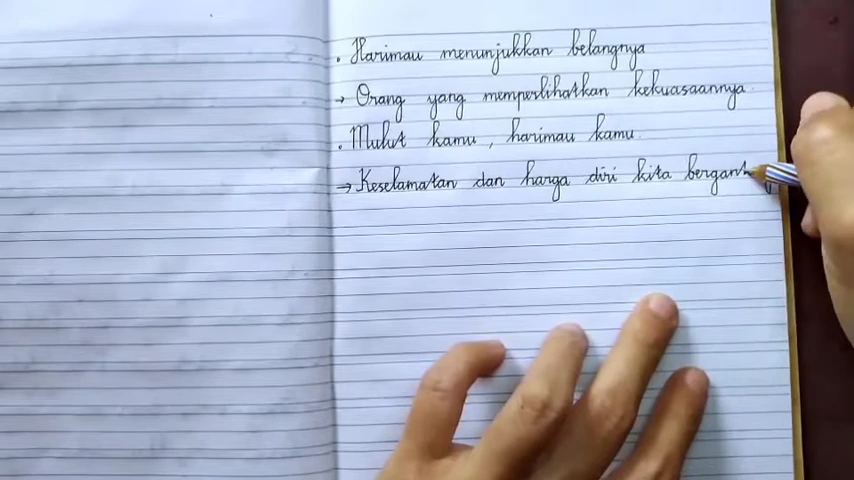 . Harimau menunjukkan belangnya
→ Orang yang memperlihatkan kekuasaannya.
. Mulut kamu, harimau kamu.
→ Keselamatan dan harga diri kita bergant